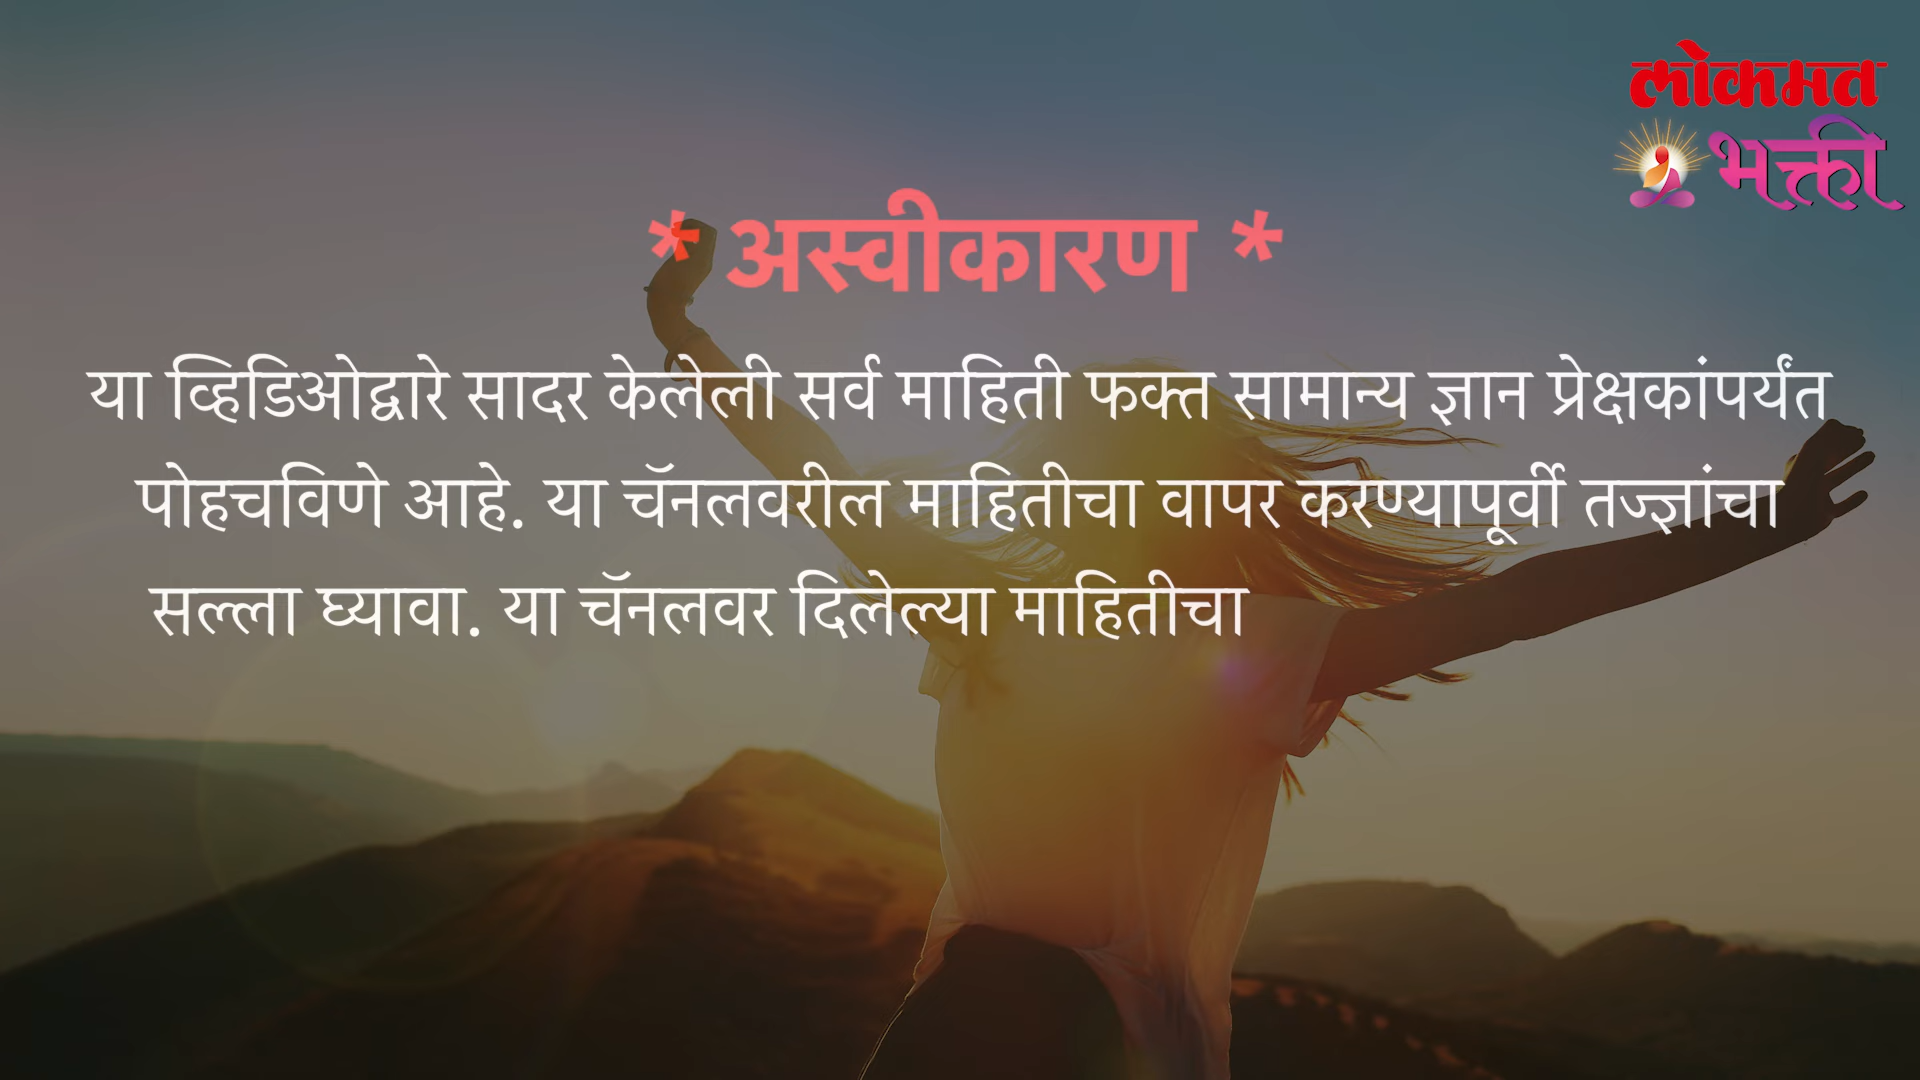 लोकमत
भक्ती
* अस्वीकारण *
या व्हिडिओद्वारे सादर केलेली सर्व माहिती फक्त सामान्य ज्ञान प्रेक्षकांपर्यंत
पोहचविणे आहे. या चॅनलवरील माहितीचा वापर करण्यापूर्वी तज्ज्ञांचा
सल्ला घ्यावा. या चॅनलवर दिलेल्या माहितीचा